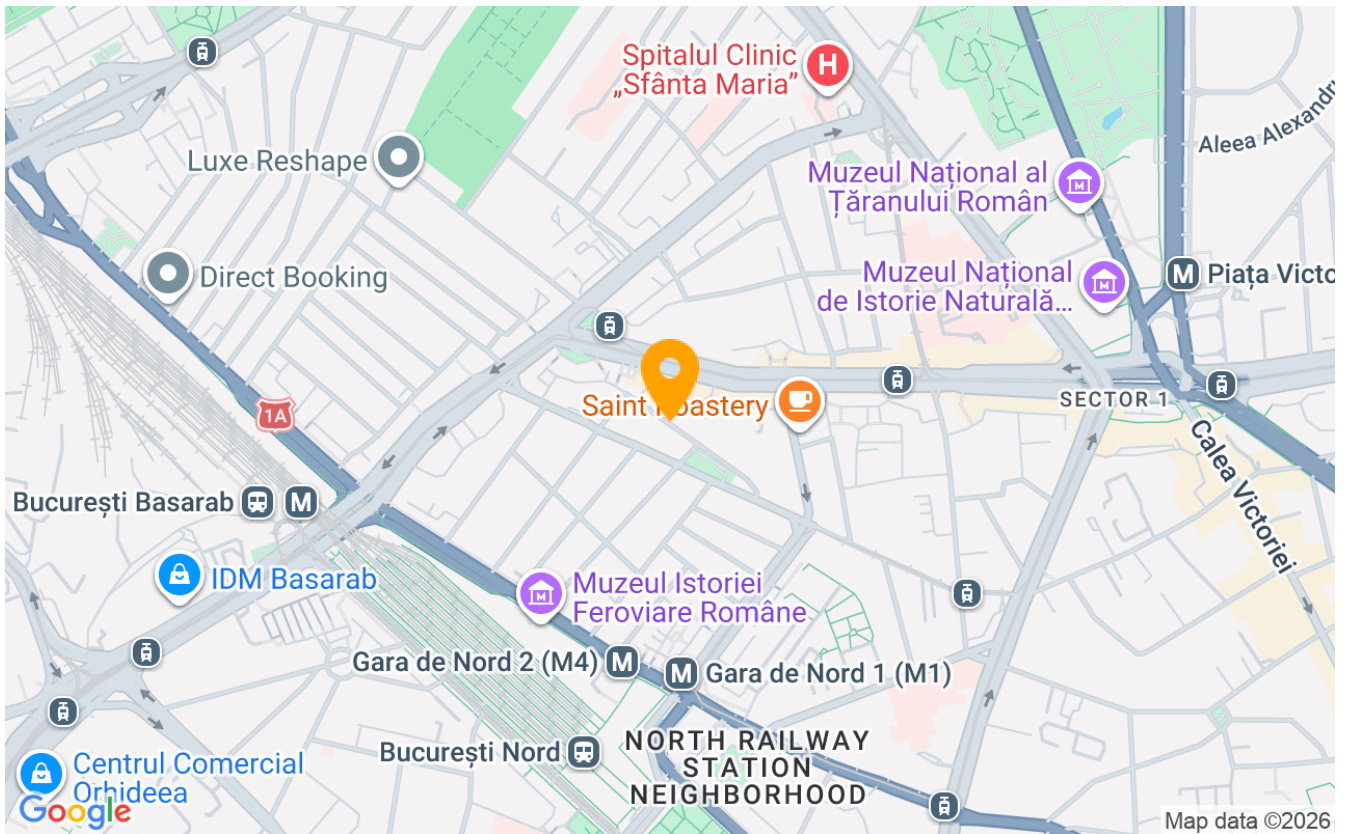 Spitalul Clinic
„Sfânta Maria”
H
Aleea Alexandr
Luxe Reshape
Muzeul Național al
Țăranului Român
Direct Booking
Muzeul Național
de Istorie Naturală...
M Piața Victo
1A
Saint Roastery
SECTOR 1
Calea Victoriei
București Basarab
M
IDM Basarab
Muzeul Istoriei
Feroviare Române
Gara de Nord 2 (M4) M
M Gara de Nord 1 (M1)
București Nord
NORTH RAILWAY
STATION
NEIGHBORHOOD
Centrul Comercial
Orhideea
Google
Map data ©2026